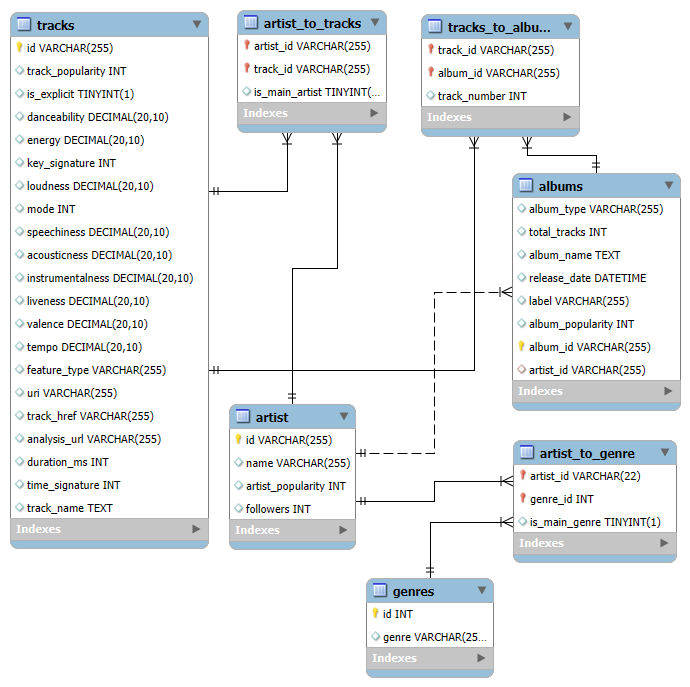 tracks
id VARCHAR(255)
track_popularity INT
is_explicit TINYINT(1)
danceability DECIMAL(20,10)
energy DECIMAL(20,10)
key_signature INT
loudness DECIMAL(20,10)
mode INT
speechiness DECIMAL(20,10)
acousticness DECIMAL(20,10)
instrumentalness DECIMAL(20,10)
liveness DECIMAL(20,10)
valence DECIMAL(20,10)
tempo DECIMAL(20,10)
feature_type VARCHAR(255)
uri VARCHAR(255)
track_href VARCHAR(255)
analysis_url VARCHAR(255)
duration_ms INT
time_signature INT
track_name TEXT
Indexes
artist_to_tracks
artist_id VARCHAR(255)
track_id VARCHAR(255)
is_main_artist TINYINT(...
Indexes
tracks_to_albu...
track_id VARCHAR(255)
album_id VARCHAR(255)
track_number INT
Indexes
albums
album_type VARCHAR(255)
total_tracks INT
album_name TEXT
release_date DATETIME
label VARCHAR(255)
album_popularity INT
album_id VARCHAR(255)
artist_id VARCHAR(255)
Indexes
artist
id VARCHAR(255)
name VARCHAR(255)
artist_popularity INT
followers INT
Indexes
artist_to_genre
artist_id VARCHAR(22)
genre_id INT
is_main_genre TINYINT(1)
Indexes
genres
id INT
genre VARCHAR(25...
Indexes